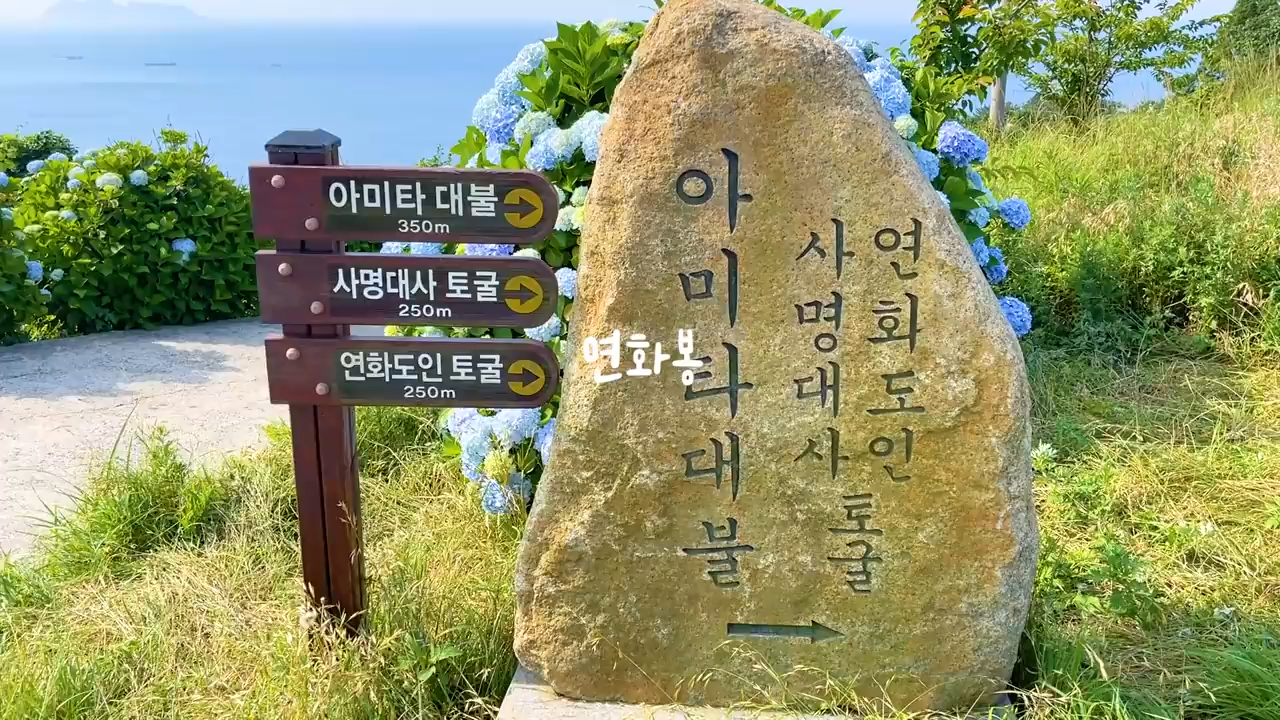 아미타 대불
350m
사명대사 토굴
250m
연화도인 토굴
250m
연화봉
연화도인
사명대사
토굴
아미타대불